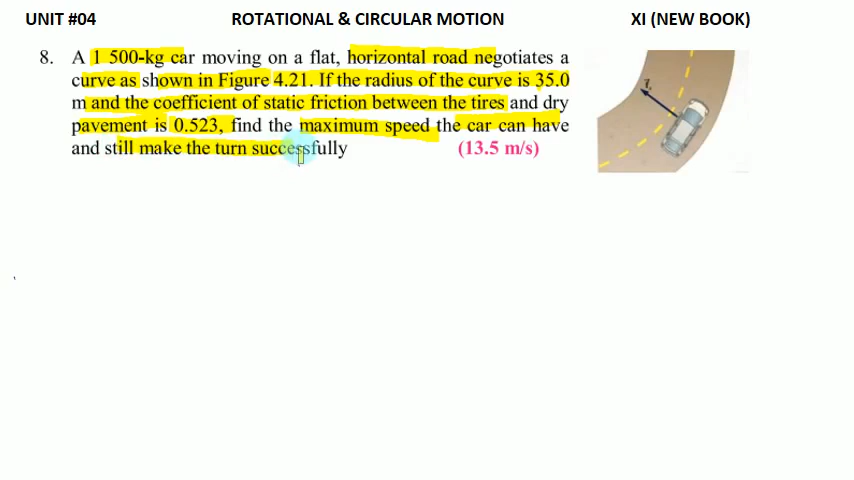 UNIT #04 ROTATIONAL & CIRCULAR MOTION XI (NEW BOOK)
8. A 1 500-kg car moving on a flat, horizontal road negotiates a
curve as shown in Figure 4.21. If the radius of the curve is 35.0
m and the coefficient of static friction between the tires and dry
pavement is 0.523, find the maximum speed the car can have
and still make the turn successfully (13.5 m/s)